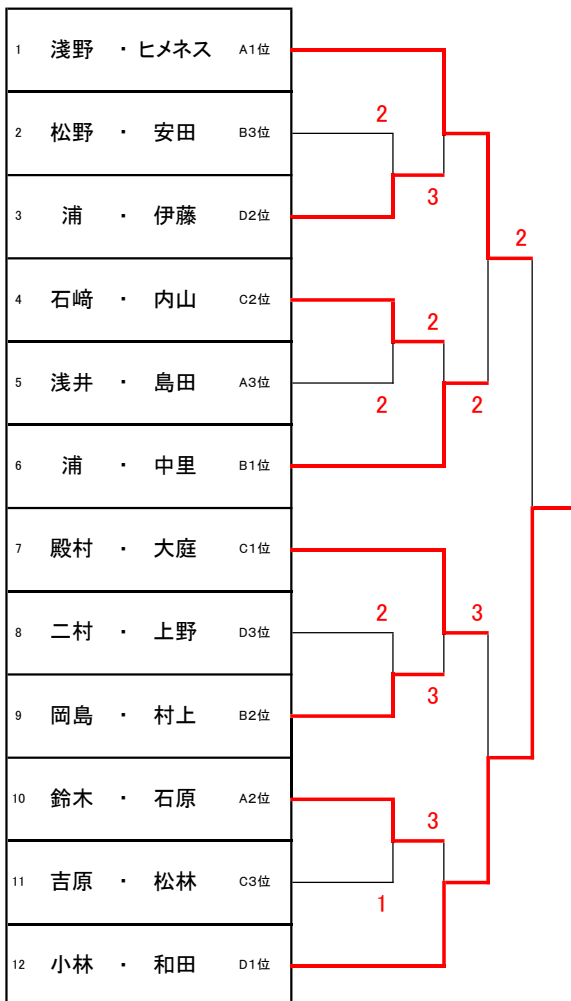 1 淺野 ・ ヒメネス A1位
2 松野 ・ 安田 B3位
3 浦 ・ 伊藤 D2位
4 石﨑 ・ 内山 C2位
5 浅井 ・ 島田 A3位
6 浦 ・ 中里 B1位
7 殿村 ・ 大庭 C1位
8 二村 ・ 上野 D3位
9 岡島 ・ 村上 B2位
10 鈴木 ・ 石原 A2位
11 吉原 ・ 松林 C3位
12 小林 ・ 和田 D1位
2
3
2
2
2
2
2
3
3
3
1